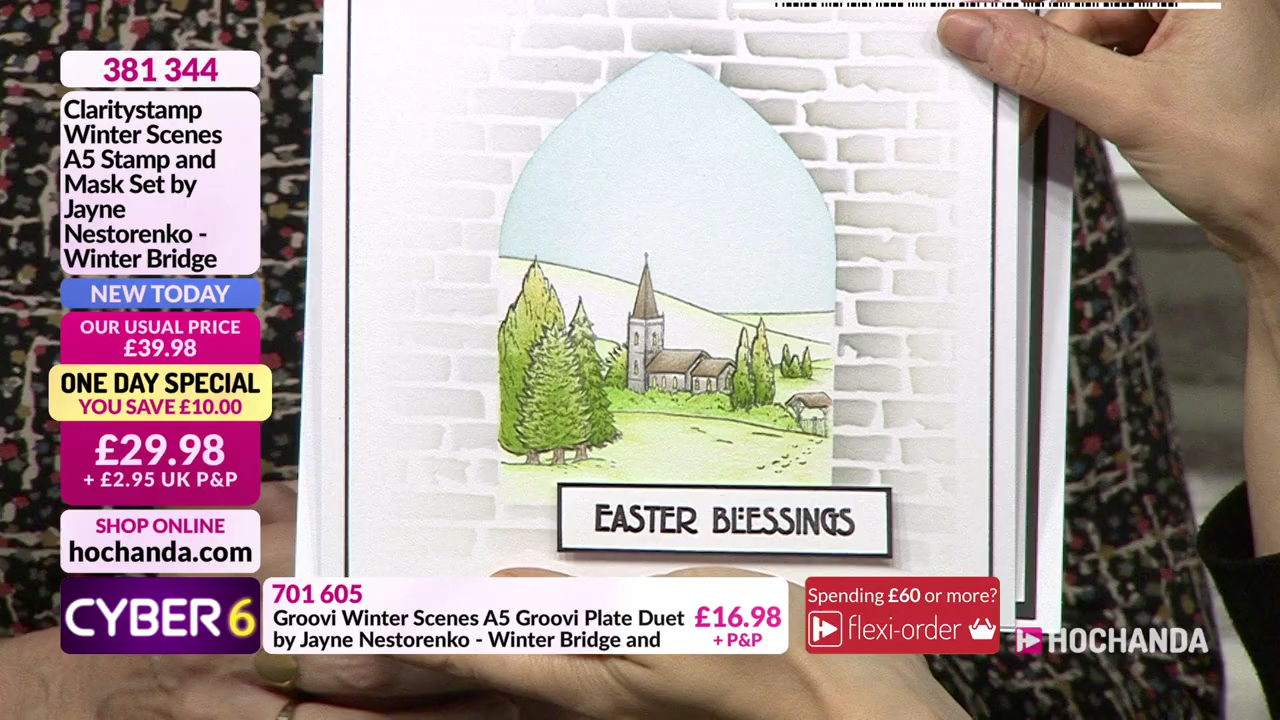 381 344
Claritystamp
Winter Scenes
A5 Stamp and
Mask Set by
Jayne
Nestorenko -
Winter Bridge
NEW TODAY
OUR USUAL PRICE
£39.98
ONE DAY SPECIAL
YOU SAVE £10.00
£29.98
+ £2.95 UK P&P
SHOP ONLINE
hochanda.com
CYBER 6
EASTER BLESSINGS
701 605
Groovi Winter Scenes A5 Groovi Plate Duet
by Jayne Nestorenko - Winter Bridge and
£16.98
+ P&P
Spending £60 or more?
flexi-order
HOCHANDA